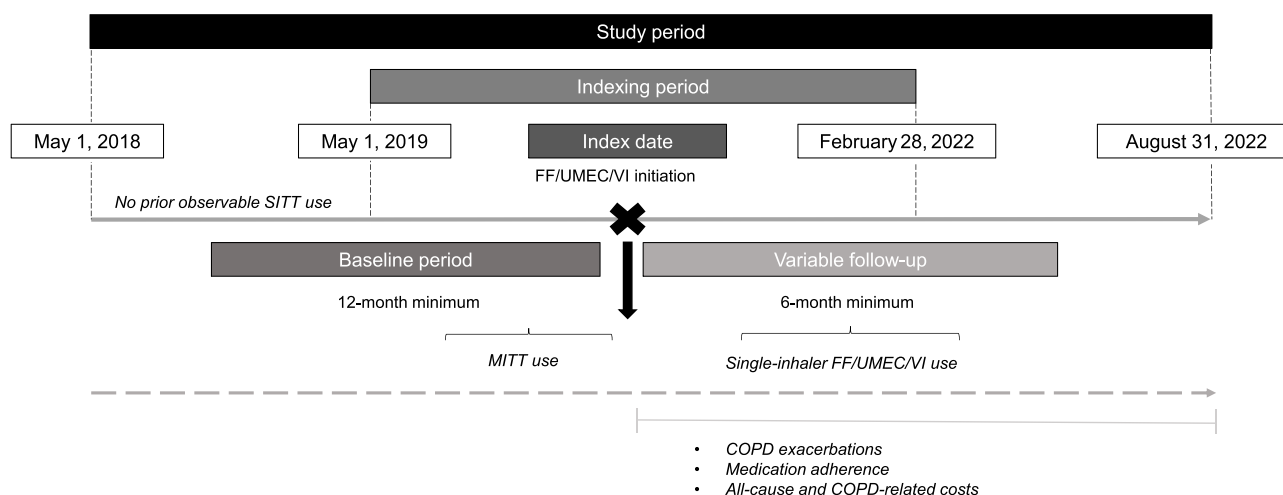 Study period
Indexing period
May 1, 2018
May 1, 2019
Index date
February 28, 2022
August 31, 2022
FF/UMEC/VI initiation
No prior observable SITT use
Baseline period
Variable follow-up
12-month minimum
6-month minimum
MITT use
Single-inhaler FF/UMEC/VI use
• COPD exacerbations
• Medication adherence
• All-cause and COPD-related costs